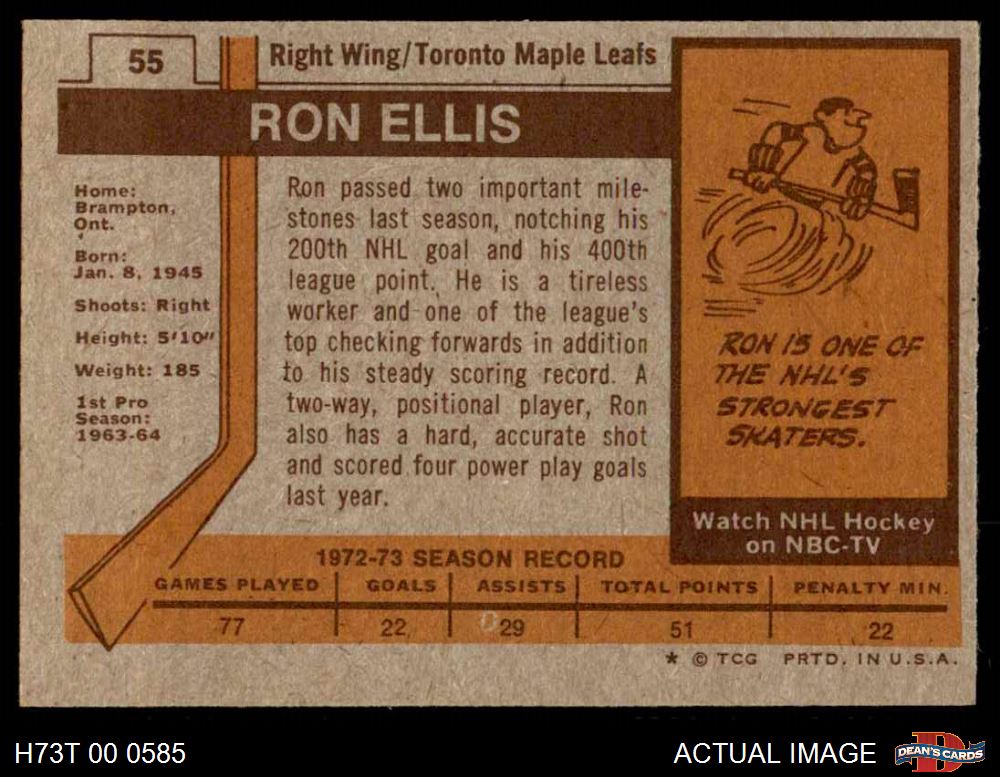 55
Right Wing/Toronto Maple Leafs
RON ELLIS
Home:
Brampton,
Ont.
Born:
Jan. 8, 1945
Shoots: Right
Height: 5'10"
Weight: 185
1st Pro
Season:
1963-64
Ron passed two important mile-
stones last season, notching his
200th NHL goal and his 400th
league point. He is a tireless
worker and one of the league's
top checking forwards in addition
to his steady scoring record. A
two-way, positional player, Ron
also has a hard, accurate shot
and scored four power play goals
last year.
RON IS ONE OF
THE NHL'S
STRONGEST
SKATERS.
Watch NHL Hockey
on NBC-TV
1972-73 SEASON RECORD
GAMES PLAYED GOALS ASSISTS TOTAL POINTS PENALTY MIN.
77 22 29 51 22
* © TCG PRTD. IN U.S.A.
H73T 00 0585
ACTUAL IMAGE
D
DEAN'S CARDS